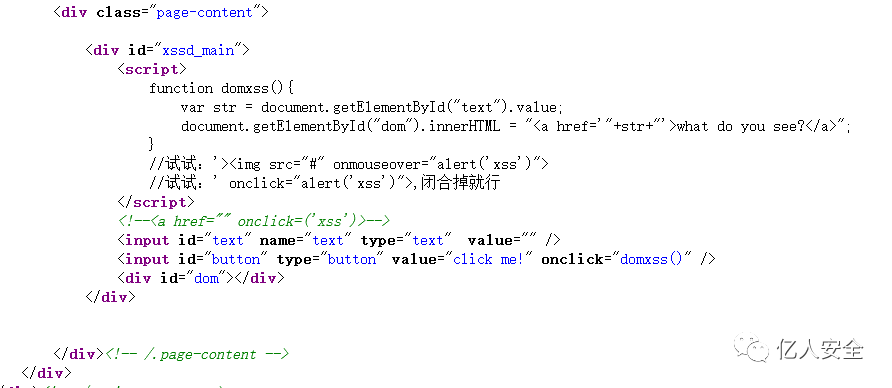 <div class="page-content">
<div id="xssd_main">
<script>
function domxss(){
var str = document.getElementById("text").value;
document.getElementById("dom").innerHTML = "<a href='"+str+"'>what do you see?</a>";
}
//试试：'><img src="#" onmouseover="alert('xss')">
//试试：' onclick="alert('xss')">,闭合掉就行
</script>
<!--<a href="" onclick=('xss')>-->
<input id="text" name="text" type="text"  value="" />
<input id="button" type="button" value="click me!" onclick="domxss()" />
<div id="dom"></div>
</div>
</div><!-- /.page-content -->
</div>
亿人安全